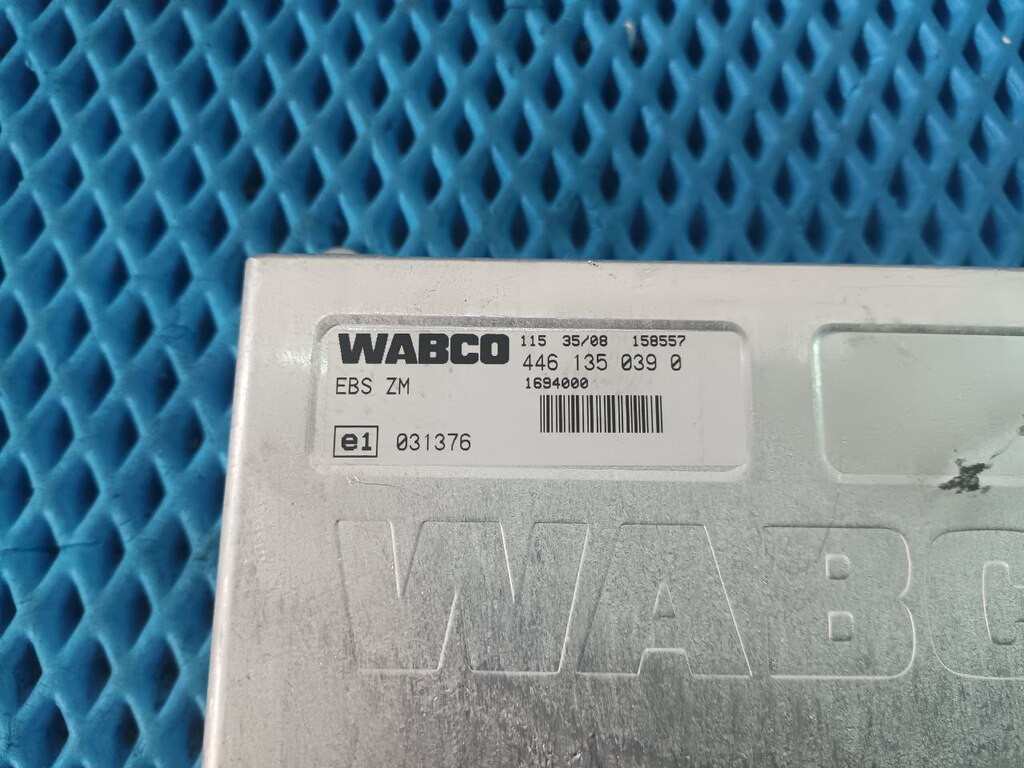 WABCO 115 35/08 158557
446 135 039 0
EBS ZM 1694000
e1 031376
WABC